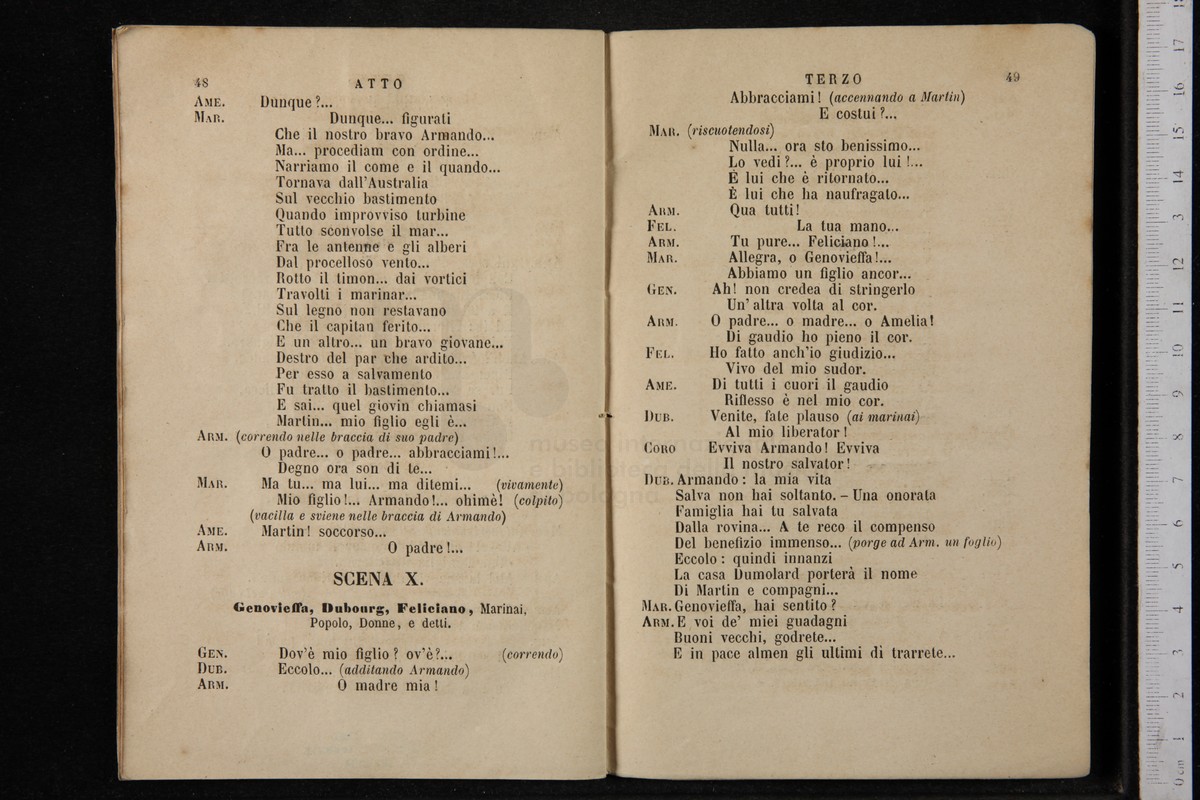 48
ATTO
AME. Dunque ?...
MAR. Dunque... figurati
Che il nostro bravo Armando...
Ma... procediam con ordine...
Narriamo il come e il quando...
Tornava dall'Australia
Sul vecchio bastimento
Quando improvviso turbine
Tutto sconvolse il mar...
Fra le antenne e gli alberi
Dal procelloso vento...
Rotto il timon... dai vortici
Travolti i marinar...
Sul legno non restavano
Che il capitan ferito...
E un altro... un bravo giovane...
Destro del par che ardito...
Per esso a salvamento
Fu tratto il bastimento...
E sai... quel giovin chiamasi
Martin... mio figlio egli è...
ARM. (correndo nelle braccia di suo padre)
O padre... o padre... abbracciami !...
Degno ora son di te...
MAR. Ma tu... ma lui... ma ditemi... (vivamente)
Mio figlio !... Armando !... ohimè! (colpito)
(vacilla e sviene nelle braccia di Armando)
AME. Martin! soccorso...
ARM. O padre !...
SCENA X.
Genovieffa, Dubourg, Feliciano, Marinai,
Popolo, Donne, e detti.
GEN. Dov'è mio figlio ? ov'è ?... (correndo)
DUB. Eccolo... (additando Armando)
ARM. O madre mia !
TERZO
49
Abbracciami ! (accennando a Martin)
E costui ?...
MAR. (riscuotendosi)
Nulla... ora sto benissimo...
Lo vedi ?... è proprio lui !...
È lui che è ritornato...
È lui che ha naufragato...
ARM. Qua tutti!
FEL. La tua mano...
ARM. Tu pure... Feliciano !...
MAR. Allegra, o Genovieffa !...
Abbiamo un figlio ancor...
GEN. Ah! non credea di stringerlo
Un' altra volta al cor.
ARM. O padre... o madre... o Amelia!
Di gaudio ho pieno il cor.
FEL. Ho fatto anch'io giudizio...
Vivo del mio sudor.
AME. Di tutti i cuori il gaudio
Riflesso è nel mio cor.
DUB. Venite, fate plauso (ai marinai)
Al mio liberator !
CORO Evviva Armando! Evviva
Il nostro salvator !
DUB. Armando : la mia vita
Salva non hai soltanto. – Una onorata
Famiglia hai tu salvata
Dalla rovina... A te reco il compenso
Del benefizio immenso... (porge ad Arm. un foglio)
Eccolo : quindi innanzi
La casa Dumolard porterà il nome
Di Martin e compagni...
MAR. Genovieffa, hai sentito ?
ARM. E voi de' miei guadagni
Buoni vecchi, godrete...
E in pace almen gli ultimi dì trarrete...